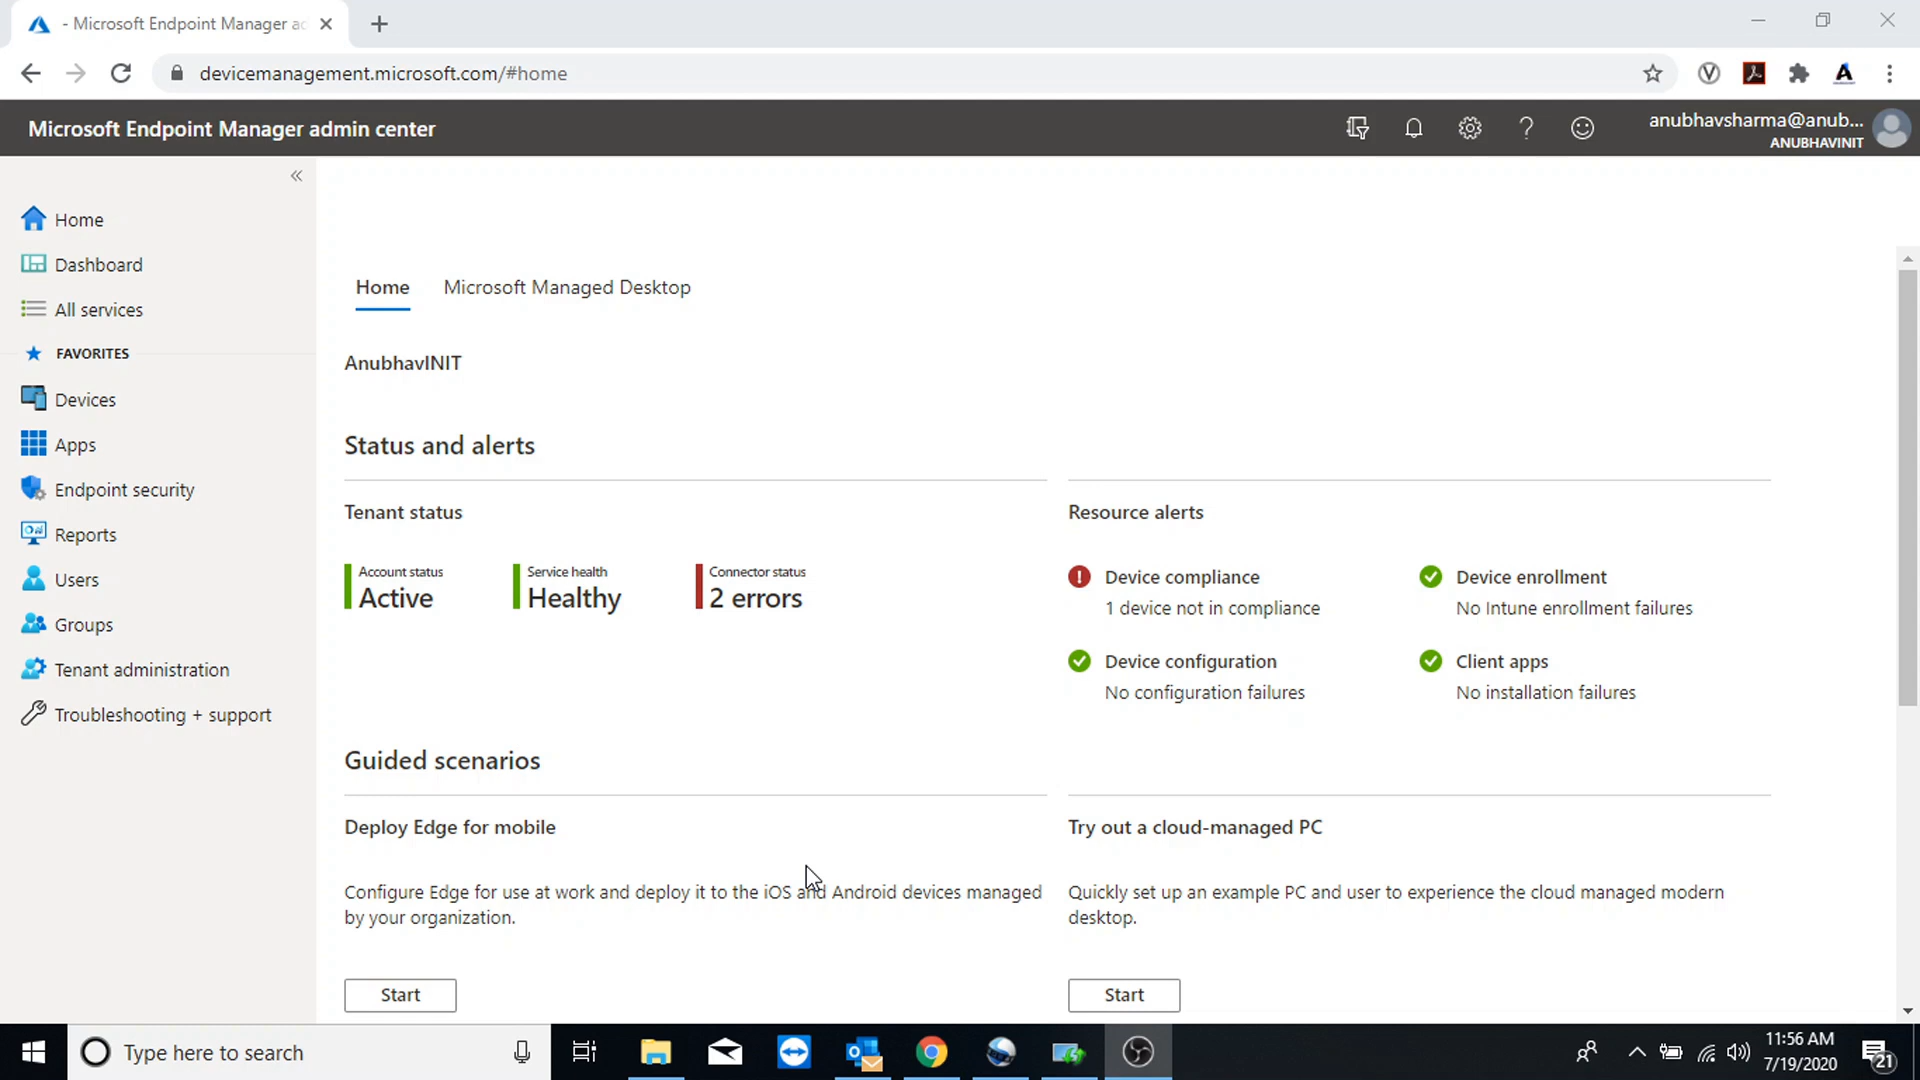 - Microsoft Endpoint Manager ac
devicemanagement.microsoft.com/#home
Microsoft Endpoint Manager admin center
anubhavsharma@anub...
ANUBHAVINIT
Home
Dashboard
All services
FAVORITES
Devices
Apps
Endpoint security
Reports
Users
Groups
Tenant administration
Troubleshooting + support
Home
Microsoft Managed Desktop
AnubhavINIT
Status and alerts
Tenant status
Account status
Active
Service health
Healthy
Connector status
2 errors
Resource alerts
Device compliance
1 device not in compliance
Device enrollment
No Intune enrollment failures
Device configuration
No configuration failures
Client apps
No installation failures
Guided scenarios
Deploy Edge for mobile
Configure Edge for use at work and deploy it to the iOS and Android devices managed
by your organization.
Start
Try out a cloud-managed PC
Quickly set up an example PC and user to experience the cloud managed modern
desktop.
Start
Type here to search
11:56 AM
7/19/2020
21